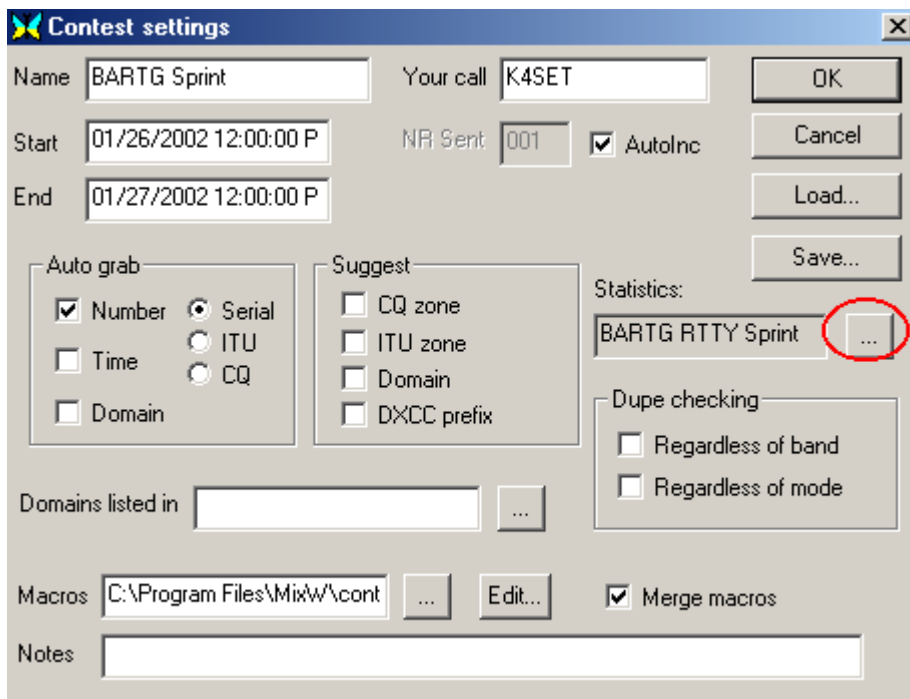 Contest settings
Name BARTG Sprint Your call K4SET OK
Start 01/26/2002 12:00:00 P NR Sent 001 AutoInc Cancel
End 01/27/2002 12:00:00 P Load...
Save...
Auto grab Suggest
Statistics:
Number Serial CQ zone
BARTG RTTY Sprint ...
Time ITU ITU zone
CQ Domain
Domain DXCC prefix
Dupe checking
Regardless of band
Regardless of mode
Domains listed in ...
Macros C:\Program Files\MixW\cont ... Edit... Merge macros
Notes